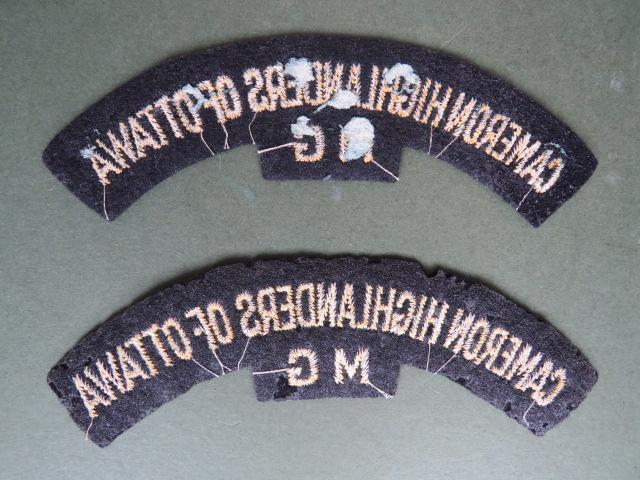 CAMERON HIGHLANDERS OF OTTAWA
M G
CAMERON HIGHLANDERS OF OTTAWA
M G